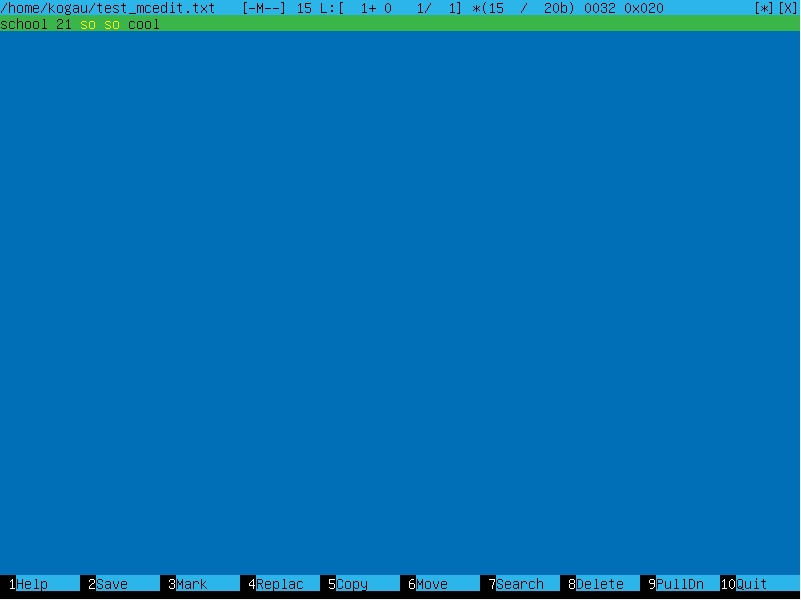 /home/kogau/test_mcedit.txt   [-M--] 15 L:[  1+ 0   1/  1] *(15  /  20b) 0032 0x020   [*][X]
school 21 so so cool
1Help  2Save  3Mark  4Replac  5Copy  6Move  7Search  8Delete  9PullDn  10Quit